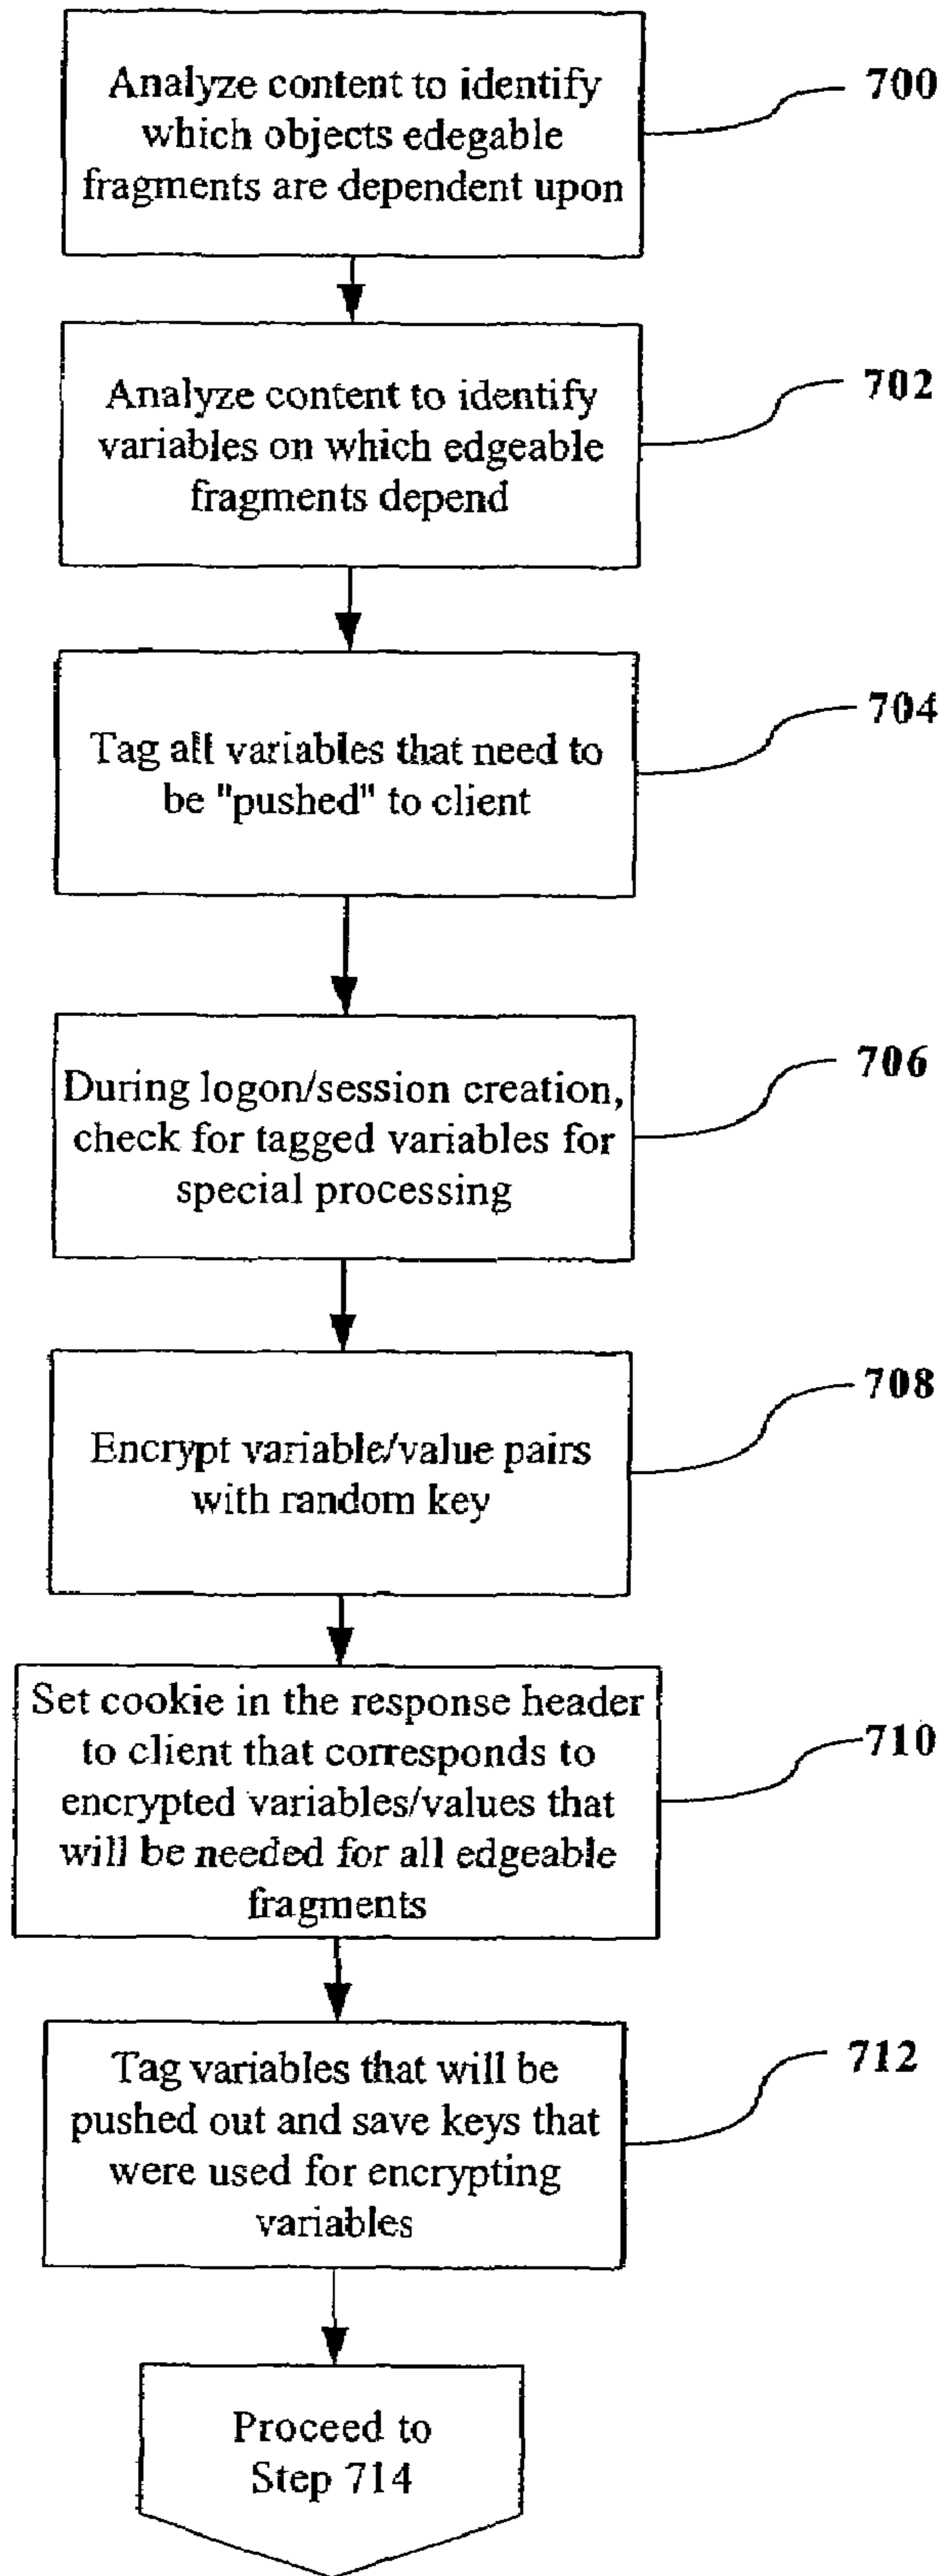 Analyze content to identify
which objects edegable
fragments are dependent upon
700
Analyze content to identify
variables on which edgeable
fragments depend
702
Tag all variables that need to
be "pushed" to client
704
During logon/session creation,
check for tagged variables for
special processing
706
Encrypt variable/value pairs
with random key
708
Set cookie in the response header
to client that corresponds to
encrypted variables/values that
will be needed for all edgeable
fragments
710
Tag variables that will be
pushed out and save keys that
were used for encrypting
variables
712
Proceed to
Step 714